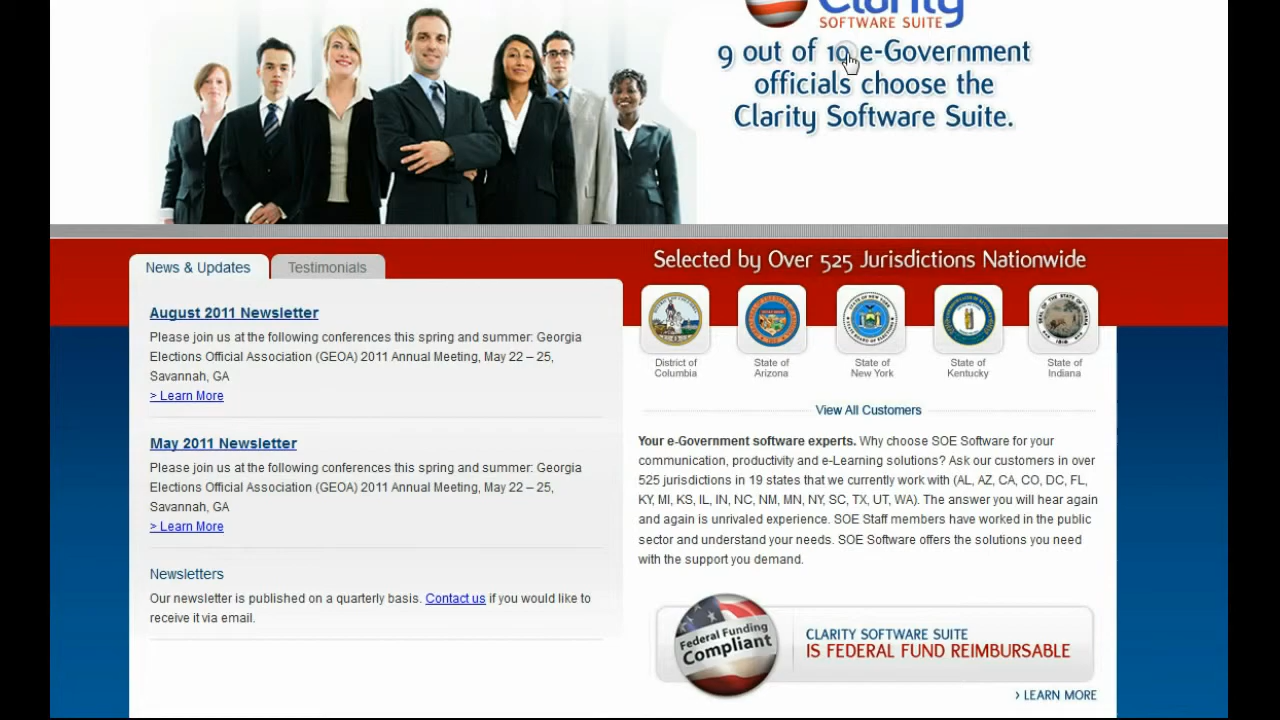 Clarity
SOFTWARE SUITE
9 out of 10 e-Government
officials choose the
Clarity Software Suite.
News & Updates
Testimonials
August 2011 Newsletter
Please join us at the following conferences this spring and summer: Georgia
Elections Official Association (GEOA) 2011 Annual Meeting, May 22 – 25,
Savannah, GA
> Learn More
May 2011 Newsletter
Please join us at the following conferences this spring and summer: Georgia
Elections Official Association (GEOA) 2011 Annual Meeting, May 22 – 25,
Savannah, GA
> Learn More
Newsletters
Our newsletter is published on a quarterly basis. Contact us if you would like to
receive it via email.
Selected by Over 525 Jurisdictions Nationwide
District of
Columbia
State of
Arizona
State of
New York
State of
Kentucky
State of
Indiana
View All Customers
Your e-Government software experts. Why choose SOE Software for your
communication, productivity and e-Learning solutions? Ask our customers in over
525 jurisdictions in 19 states that we currently work with (AL, AZ, CA, CO, DC, FL,
KY, MI, KS, IL, IN, NC, NM, MN, NY, SC, TX, UT, WA). The answer you will hear again
and again is unrivaled experience. SOE Staff members have worked in the public
sector and understand your needs. SOE Software offers the solutions you need
with the support you demand.
Federal Funding
Compliant
CLARITY SOFTWARE SUITE
IS FEDERAL FUND REIMBURSABLE
› LEARN MORE